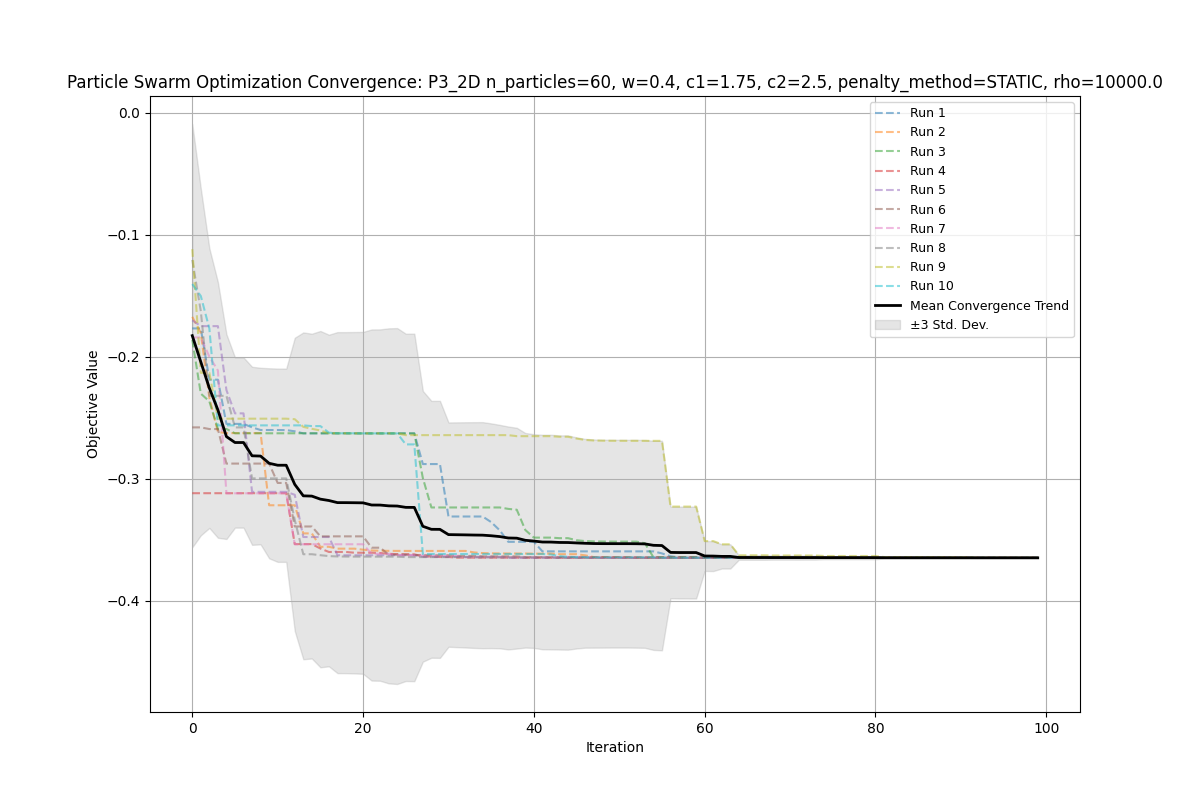 Particle Swarm Optimization Convergence: P3_2D n_particles=60, w=0.4, c1=1.75, c2=2.5, penalty_method=STATIC, rho=10000.0
Objective Value
0.0
−0.1
−0.2
−0.3
−0.4
Run 1
Run 2
Run 3
Run 4
Run 5
Run 6
Run 7
Run 8
Run 9
Run 10
Mean Convergence Trend
±3 Std. Dev.
0 20 40 60 80 100
Iteration